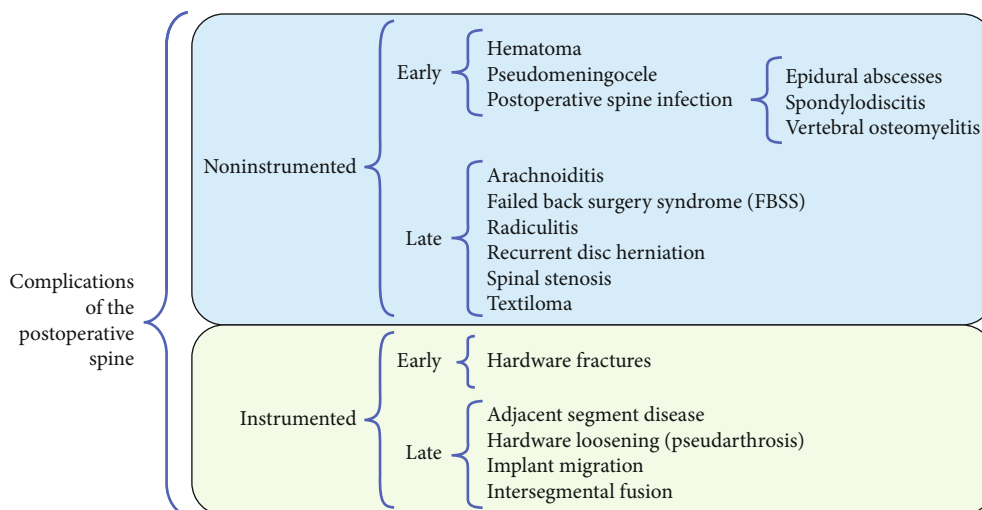 Complications
of the
postoperative
spine
Noninstrumented
Early
Hematoma
Pseudomeningocele
Postoperative spine infection
Epidural abscesses
Spondylodiscitis
Vertebral osteomyelitis
Late
Arachnoiditis
Failed back surgery syndrome (FBSS)
Radiculitis
Recurrent disc herniation
Spinal stenosis
Textiloma
Instrumented
Early
Hardware fractures
Late
Adjacent segment disease
Hardware loosening (pseudarthrosis)
Implant migration
Intersegmental fusion